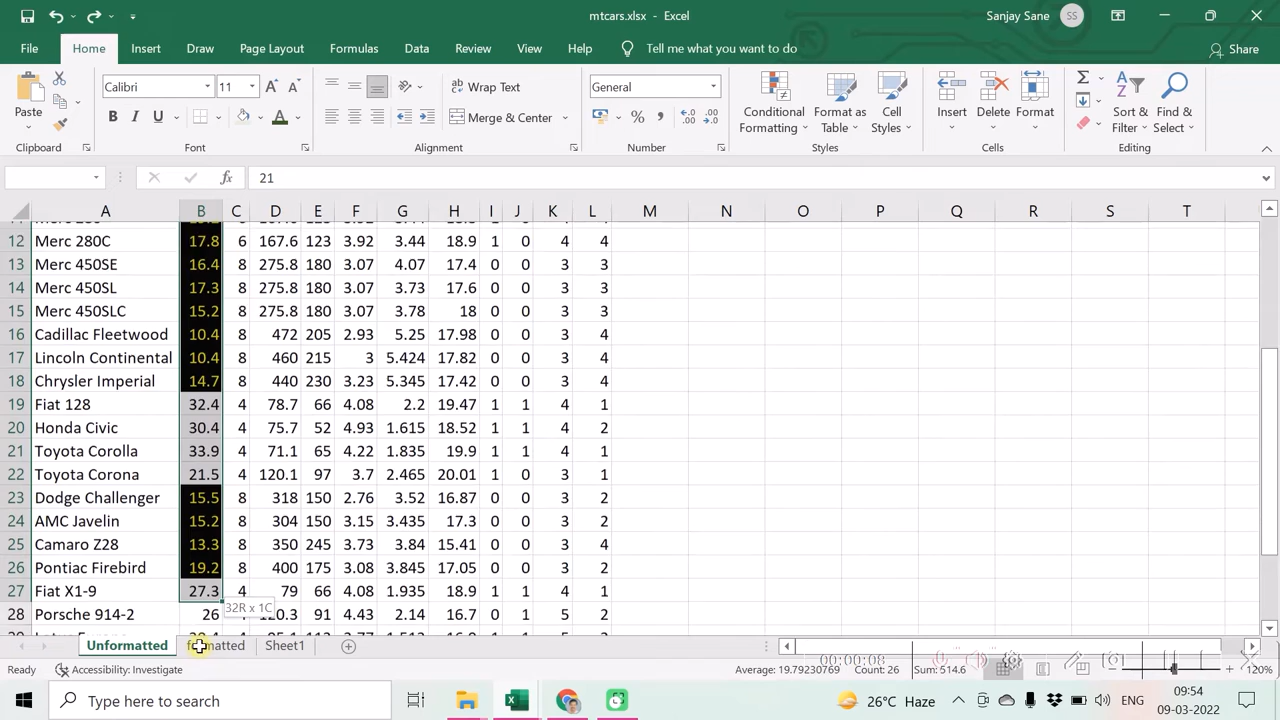 mtcars.xlsx - Excel
Sanjay Sane SS
File Home Insert Draw Page Layout Formulas Data Review View Help Tell me what you want to do Share
Calibri 11 Wrap Text General
Paste B I U Merge & Center % Conditional Formatting Format as Table Cell Styles Insert Delete Format Sort & Filter Find & Select
Clipboard Font Alignment Number Styles Cells Editing
fx 21
A B C D E F G H I J K L M N O P Q R S T
12 Merc 280C 17.8 6 167.6 123 3.92 3.44 18.9 1 0 4 4
13 Merc 450SE 16.4 8 275.8 180 3.07 4.07 17.4 0 0 3 3
14 Merc 450SL 17.3 8 275.8 180 3.07 3.73 17.6 0 0 3 3
15 Merc 450SLC 15.2 8 275.8 180 3.07 3.78 18 0 0 3 3
16 Cadillac Fleetwood 10.4 8 472 205 2.93 5.25 17.98 0 0 3 4
17 Lincoln Continental 10.4 8 460 215 3 5.424 17.82 0 0 3 4
18 Chrysler Imperial 14.7 8 440 230 3.23 5.345 17.42 0 0 3 4
19 Fiat 128 32.4 4 78.7 66 4.08 2.2 19.47 1 1 4 1
20 Honda Civic 30.4 4 75.7 52 4.93 1.615 18.52 1 1 4 2
21 Toyota Corolla 33.9 4 71.1 65 4.22 1.835 19.9 1 1 4 1
22 Toyota Corona 21.5 4 120.1 97 3.7 2.465 20.01 1 0 3 1
23 Dodge Challenger 15.5 8 318 150 2.76 3.52 16.87 0 0 3 2
24 AMC Javelin 15.2 8 304 150 3.15 3.435 17.3 0 0 3 2
25 Camaro Z28 13.3 8 350 245 3.73 3.84 15.41 0 0 3 4
26 Pontiac Firebird 19.2 8 400 175 3.08 3.845 17.05 0 0 3 2
27 Fiat X1-9 27.3 4 79 66 4.08 1.935 18.9 1 1 4 1
32R x 1C
28 Porsche 914-2 26 91 4.43 2.14 16.7 0 1 5 2
Unformatted Sheet1
Ready Accessibility: Investigate Average: 19.79230769 Count: 26 Sum: 514.6 120%
00:00:08
Type here to search 26°C Haze ENG 09:54
09-03-2022